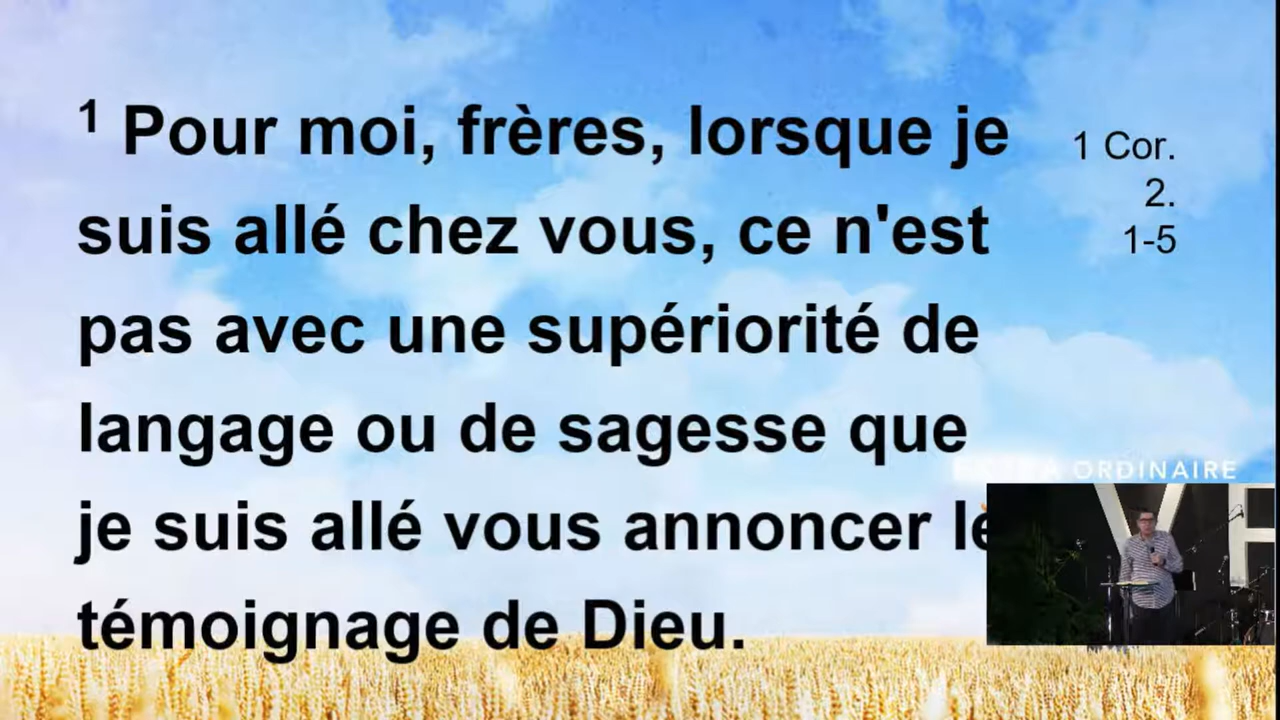 ¹ Pour moi, frères, lorsque je
suis allé chez vous, ce n'est
pas avec une supériorité de
langage ou de sagesse que
je suis allé vous annoncer le
témoignage de Dieu.
1 Cor.
2.
1-5
ORDINAIRE